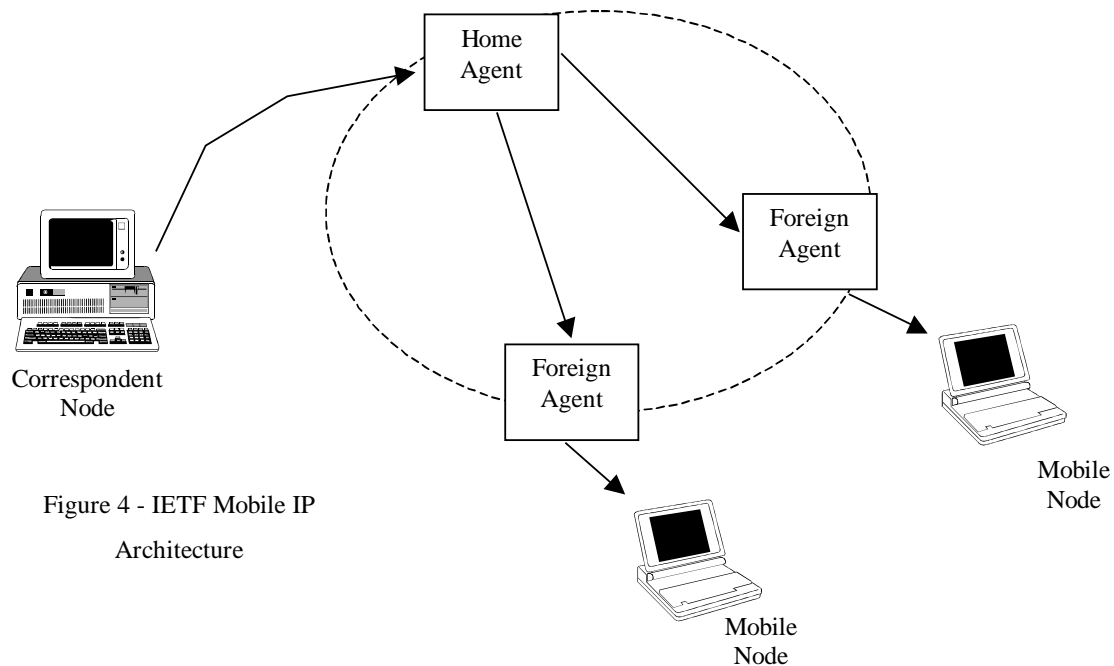 Home
Agent
Foreign
Agent
Foreign
Agent
Correspondent
Node
Mobile
Node
Figure 4 - IETF Mobile IP
Architecture
Mobile
Node